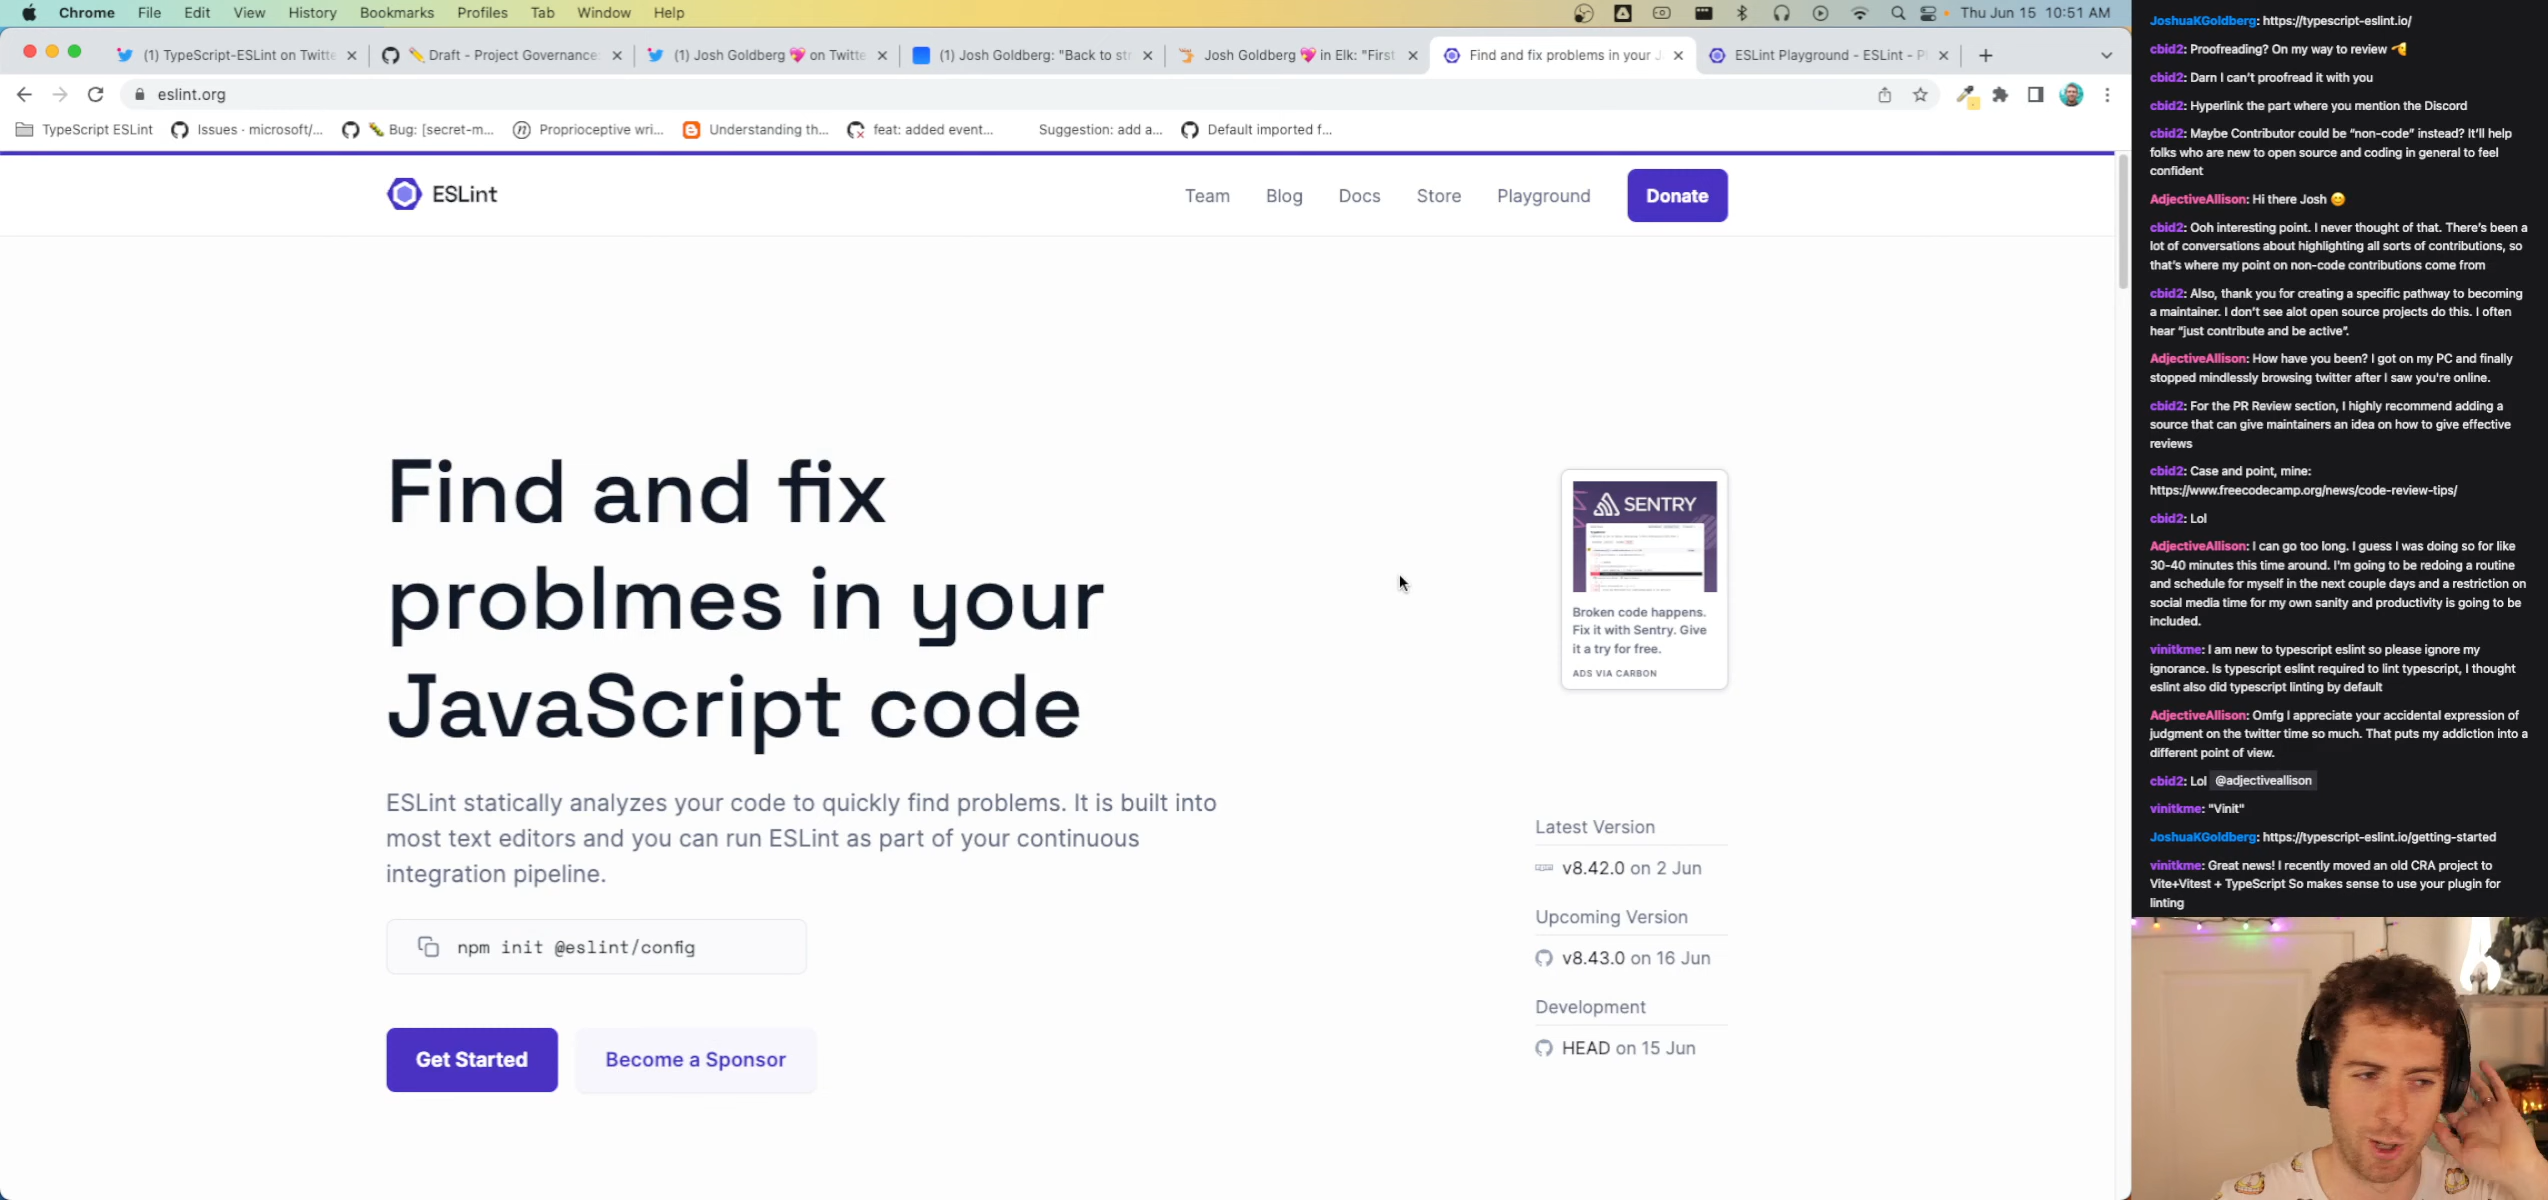 Chrome File Edit View History Bookmarks Profiles Tab Window Help Thu Jun 15 10:51 AM
(1) TypeScript-ESLint on Twitte
Draft - Project Governance:
(1) Josh Goldberg 💖 on Twitte
(1) Josh Goldberg: "Back to str
Josh Goldberg 💖 in Elk: "First
Find and fix problems in your J
ESLint Playground - ESLint - Pl
eslint.org
TypeScript ESLint
Issues · microsoft/...
🐛 Bug: [secret-m...
Proprioceptive wri...
Understanding th...
feat: added event...
Suggestion: add a...
Default imported f...
ESLint
Team Blog Docs Store Playground Donate
Find and fix
problmes in your
JavaScript code
ESLint statically analyzes your code to quickly find problems. It is built into
most text editors and you can run ESLint as part of your continuous
integration pipeline.
npm init @eslint/config
Get Started
Become a Sponsor
SENTRY
Broken code happens.
Fix it with Sentry. Give
it a try for free.
ADS VIA CARBON
Latest Version
v8.42.0 on 2 Jun
Upcoming Version
v8.43.0 on 16 Jun
Development
HEAD on 15 Jun
JoshuaKGoldberg: https://typescript-eslint.io/
cbid2: Proofreading? On my way to review
cbid2: Darn I can't proofread it with you
cbid2: Hyperlink the part where you mention the Discord
cbid2: Maybe Contributor could be "non-code" instead? It'll help
folks who are new to open source and coding in general to feel
confident
AdjectiveAllison: Hi there Josh 😊
cbid2: Ooh interesting point. I never thought of that. There's been a
lot of conversations about highlighting all sorts of contributions, so
that's where my point on non-code contributions come from
cbid2: Also, thank you for creating a specific pathway to becoming
a maintainer. I don't see alot open source projects do this. I often
hear "just contribute and be active".
AdjectiveAllison: How have you been? I got on my PC and finally
stopped mindlessly browsing twitter after I saw you're online.
cbid2: For the PR Review section, I highly recommend adding a
source that can give maintainers an idea on how to give effective
reviews
cbid2: Case and point, mine:
https://www.freecodecamp.org/news/code-review-tips/
cbid2: Lol
AdjectiveAllison: I can go too long. I guess I was doing so for like
30-40 minutes this time around. I'm going to be redoing a routine
and schedule for myself in the next couple days and a restriction on
social media time for my own sanity and productivity is going to be
included.
vinitkme: I am new to typescript eslint so please ignore my
ignorance. Is typescript eslint required to lint typescript, I thought
eslint also did typescript linting by default
AdjectiveAllison: Omfg I appreciate your accidental expression of
judgment on the twitter time so much. That puts my addiction into a
different point of view.
cbid2: Lol @adjectiveallison
vinitkme: "Vinit"
JoshuaKGoldberg: https://typescript-eslint.io/getting-started
vinitkme: Great news! I recently moved an old CRA project to
Vite+Vitest + TypeScript So makes sense to use your plugin for
linting